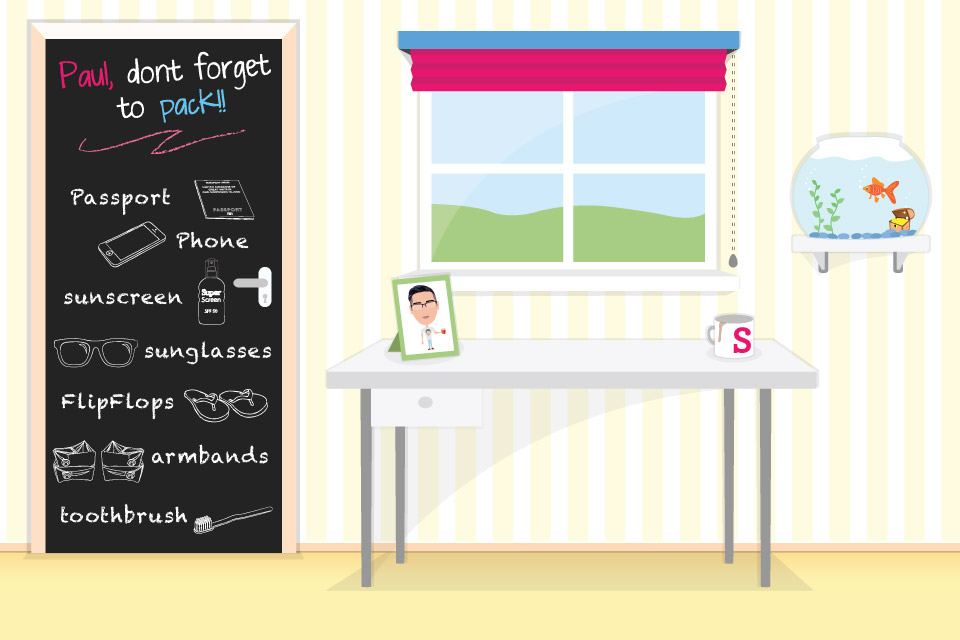 Paul, dont forget
to pack!!
Passport
PASSPORT
Phone
sunscreen
Super
Screen
SPF 50
sunglasses
FlipFlops
armbands
toothbrush
S